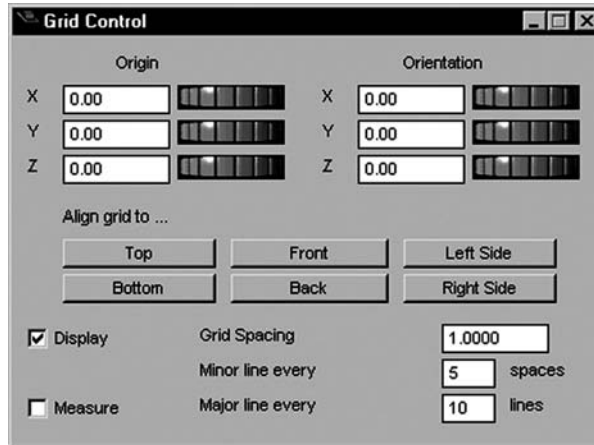 Grid Control
Origin Orientation
X 0.00 X 0.00
Y 0.00 Y 0.00
Z 0.00 Z 0.00
Align grid to ...
Top Front Left Side
Bottom Back Right Side
Display Grid Spacing 1.0000
Minor line every 5 spaces
Measure Major line every 10 lines